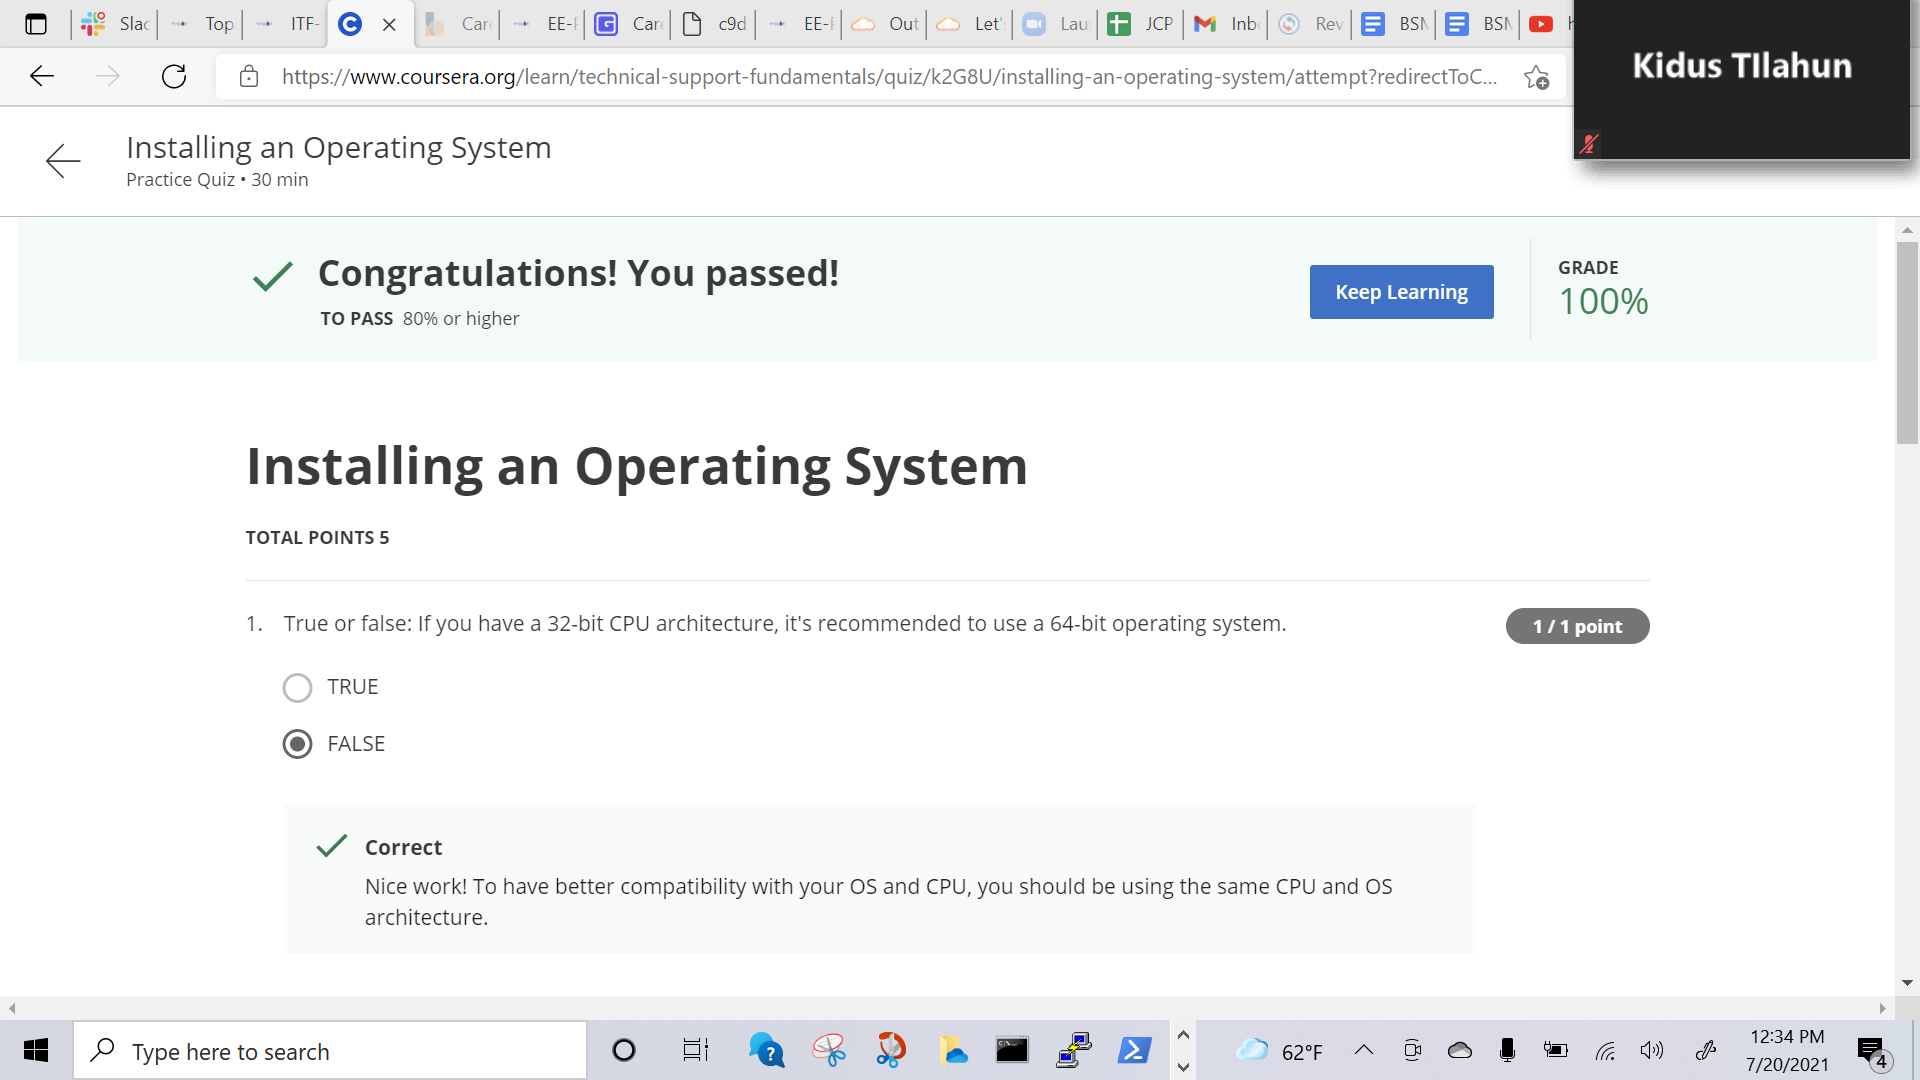 Slac
Top
ITF-
Care
EE-F
Care
c9d
EE-F
Out
Let'
Lau
JCP
Inbo
Rev
BSM
BSM
https://www.coursera.org/learn/technical-support-fundamentals/quiz/k2G8U/installing-an-operating-system/attempt?redirectToC...
Kidus TIlahun
Installing an Operating System
Practice Quiz • 30 min
Congratulations! You passed!
TO PASS 80% or higher
Keep Learning
GRADE
100%
Installing an Operating System
TOTAL POINTS 5
1. True or false: If you have a 32-bit CPU architecture, it's recommended to use a 64-bit operating system.
1 / 1 point
TRUE
FALSE
Correct
Nice work! To have better compatibility with your OS and CPU, you should be using the same CPU and OS
architecture.
Type here to search
62°F
12:34 PM
7/20/2021
4